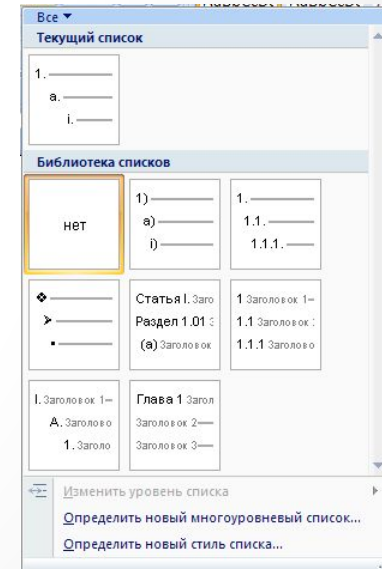 Все
Текущий список
1.
a.
i.
Библиотека списков
нет
1)
a)
i)
1.
1.1.
1.1.1.
Статья I. Заго
Раздел 1.01
(a) Заголовок
1 Заголовок 1
1.1 Заголовок
1.1.1 Заголово
I. Заголовок 1
A. Заголово
1. Заголо
Глава 1 Загол
Заголовок 2
Заголовок 3
Изменить уровень списка
Определить новый многоуровневый список...
Определить новый стиль списка...